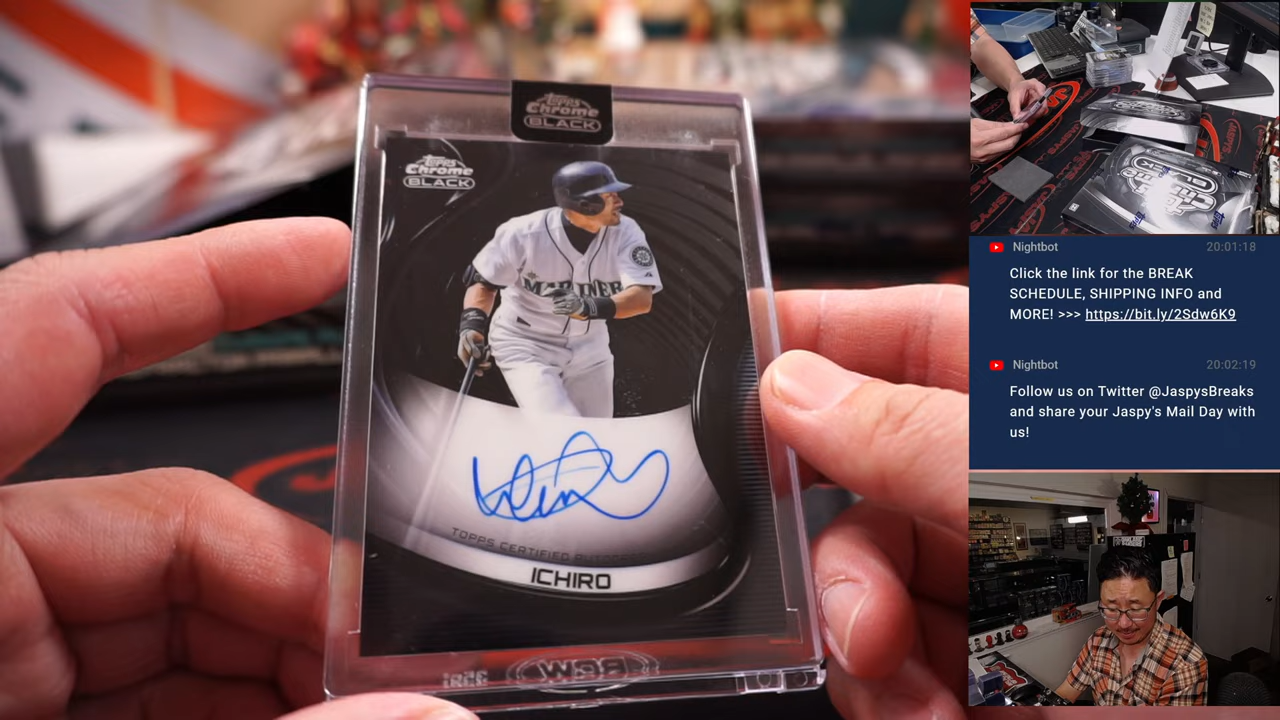 TOPPS
Chrome
BLACK
TOPPS
Chrome
BLACK
MARINER
TOPPS CERTIFIED AUTOGRAPH
ICHIRO
BGW
Nightbot
20:01:18
Click the link for the BREAK
SCHEDULE, SHIPPING INFO and
MORE! >>> https://bit.ly/2Sdw6K9
Nightbot
20:02:19
Follow us on Twitter @JaspysBreaks
and share your Jaspy's Mail Day with
us!